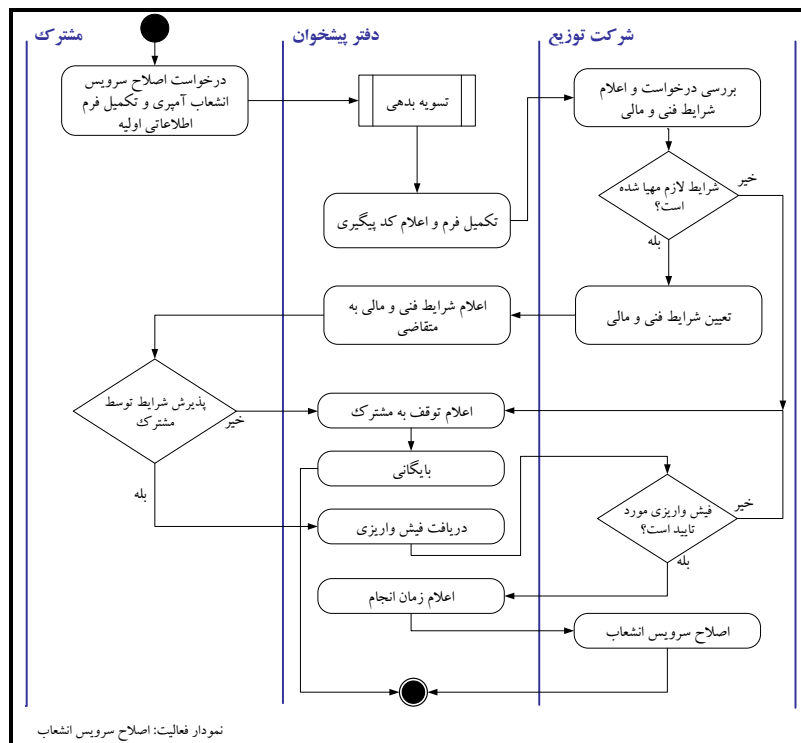 شرکت توزیع
دفتر پیشخوان
مشترک
درخواست اصلاح سرویس
انشعاب آمپری و تکمیل فرم
اطلاعاتی اولیه
تسویه بدهی
بررسی درخواست و اعلام
شرایط فنی و مالی
تکمیل فرم و اعلام کد پیگیری
شرایط لازم مهیا شده
است؟
خیر
بله
تعیین شرایط فنی و مالی
اعلام شرایط فنی و مالی به
متقاضی
پذیرش شرایط توسط
مشترک
خیر
بله
اعلام توقف به مشترک
بایگانی
دریافت فیش واریزی
فیش واریزی مورد
تایید است؟
خیر
بله
اعلام زمان انجام
اصلاح سرویس انشعاب
نمودار فعالیت: اصلاح سرویس انشعاب